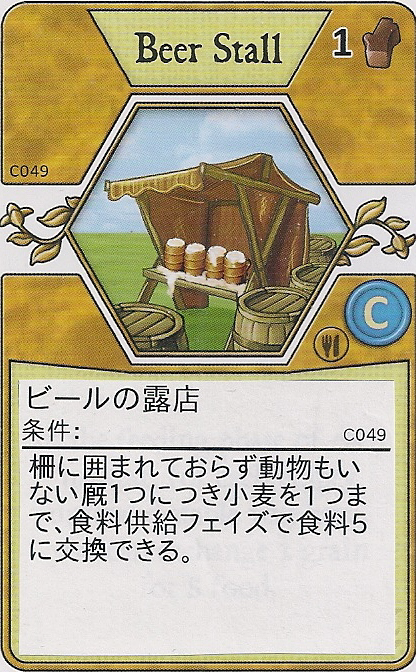 Beer Stall
1
C049
C
ビールの露店
条件:
C049
柵に囲まれておらず動物もい
ない厩1つにつき小麦を1つま
で、食料供給フェイズで食料5
に交換できる。